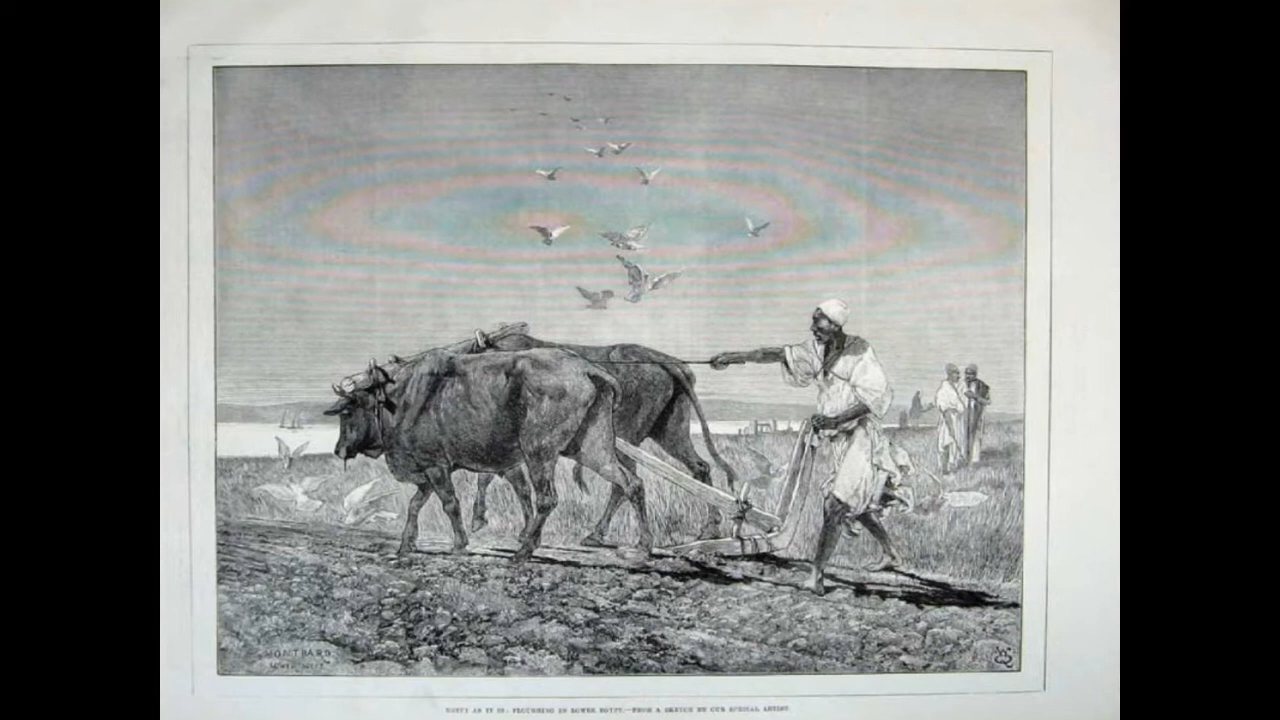 MONTBARD
EGYPT AS IT IS: PLOUGHING IN LOWER EGYPT.—FROM A SKETCH BY OUR SPECIAL ARTIST.